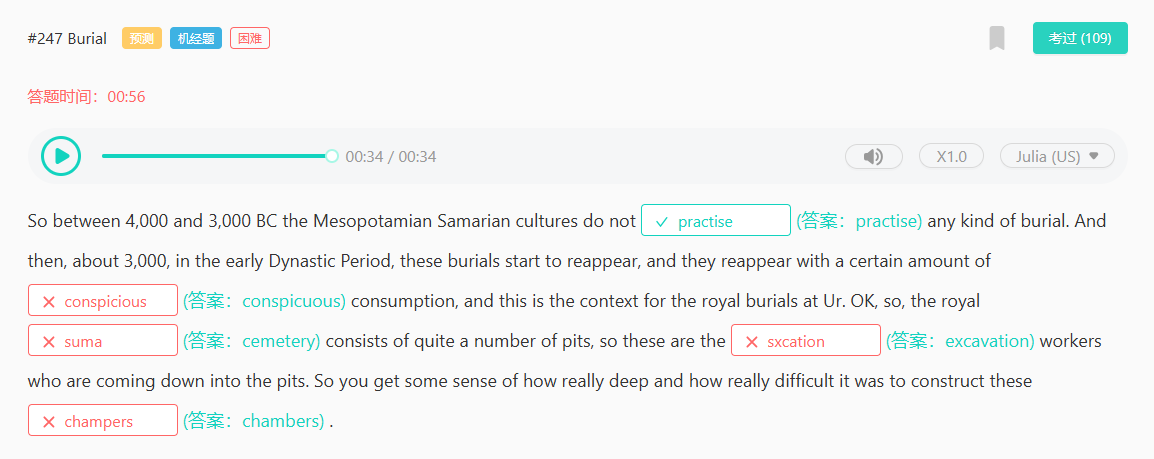 #247 Burial 预测 机经题 困难 考过 (109)
答题时间：00:56
00:34 / 00:34 X1.0 Julia (US)
So between 4,000 and 3,000 BC the Mesopotamian Samarian cultures do not practise (答案：practise) any kind of burial. And
then, about 3,000, in the early Dynastic Period, these burials start to reappear, and they reappear with a certain amount of
conspicious (答案：conspicuous) consumption, and this is the context for the royal burials at Ur. OK, so, the royal
suma (答案：cemetery) consists of quite a number of pits, so these are the sxcation (答案：excavation) workers
who are coming down into the pits. So you get some sense of how really deep and how really difficult it was to construct these
champers (答案：chambers) .